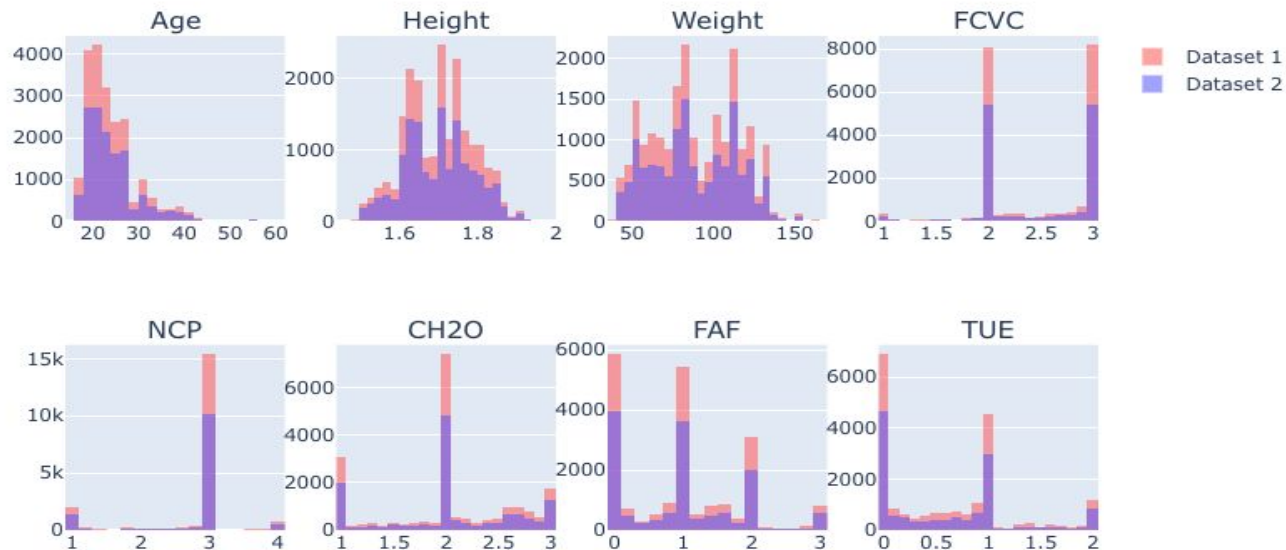 Age Height Weight FCVC
4000 3000 2000 1000 0
20 30 40 50 60
2000 1000 0
1.6 1.8 2
2000 1500 1000 500 0
50 100 150
8000 6000 4000 2000 0
1 1.5 2 2.5 3
Dataset 1
Dataset 2
NCP CH2O FAF TUE
15k 10k 5k 0
1 2 3 4
6000 4000 2000 0
1 1.5 2 2.5 3
6000 4000 2000 0
0 1 2 3
6000 4000 2000 0
0 0.5 1 1.5 2